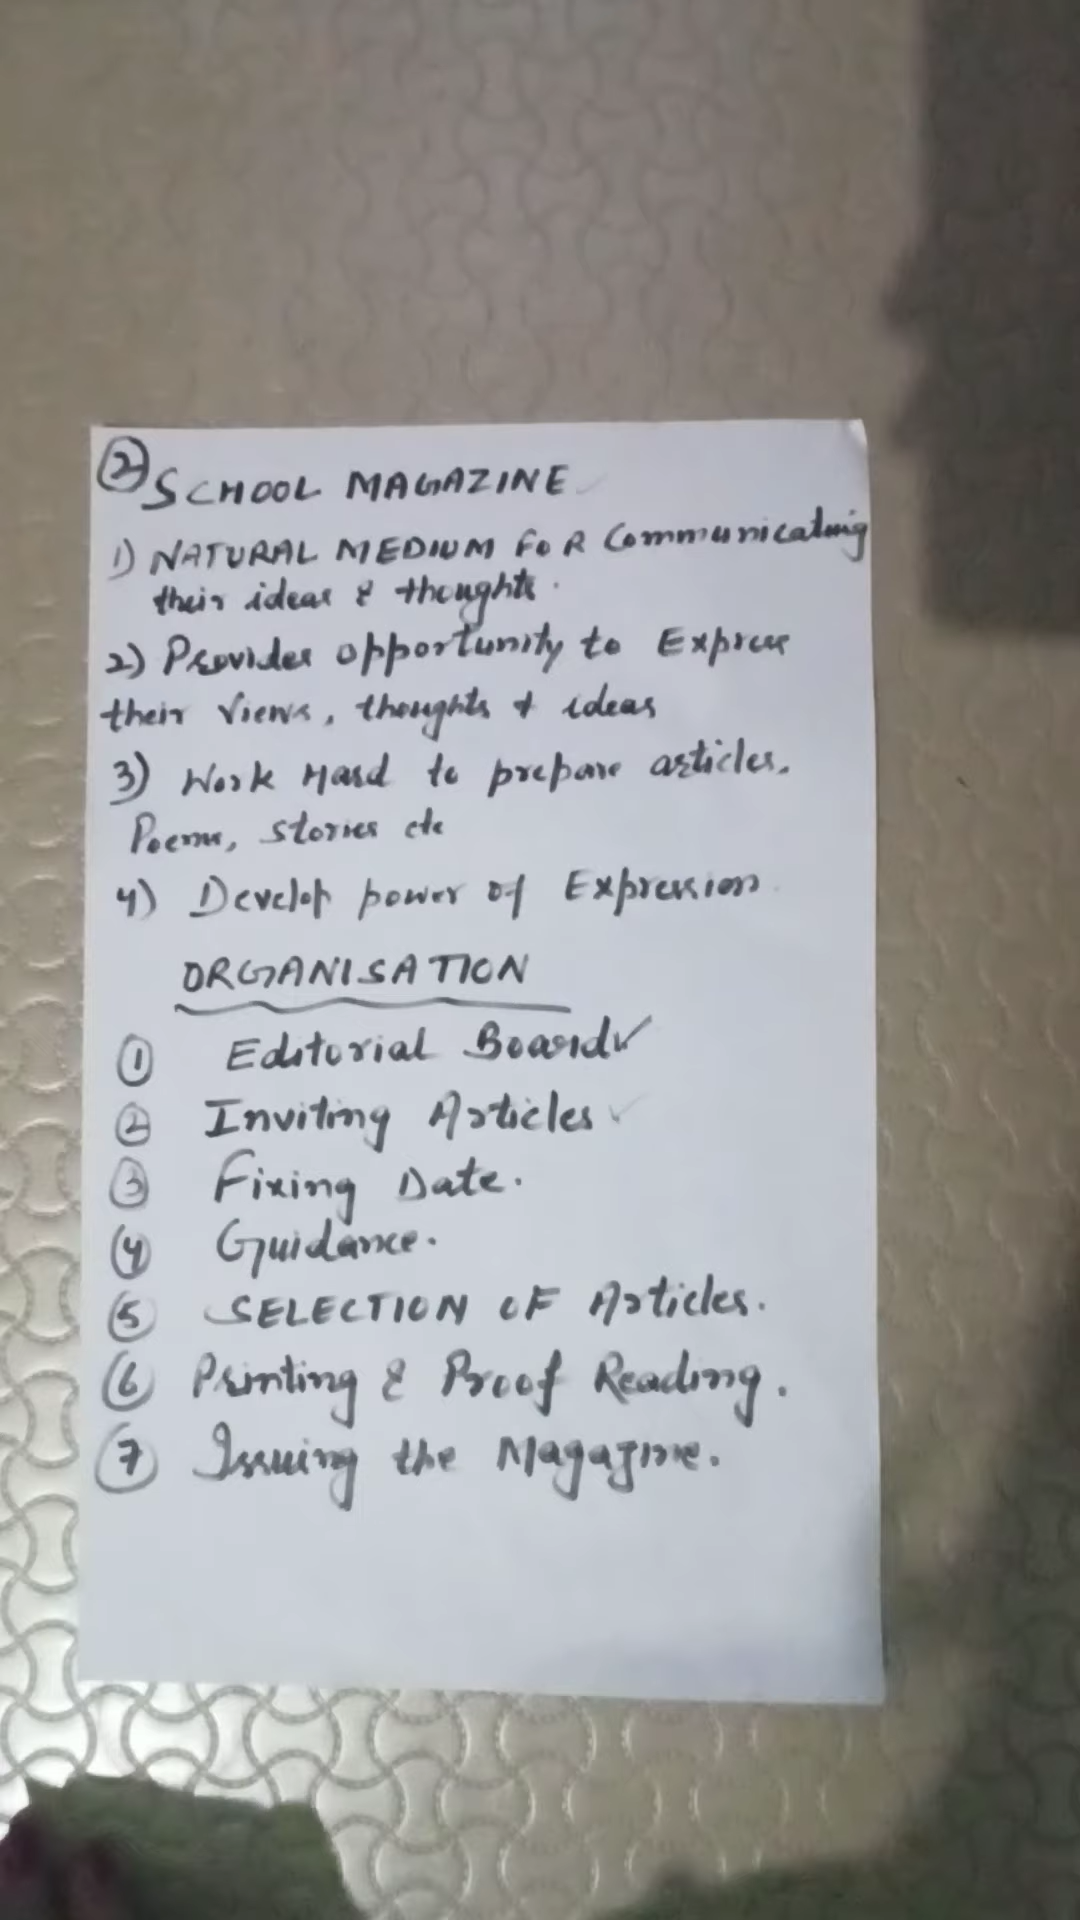 ② SCHOOL MAGAZINE
1) NATURAL MEDIUM FOR Communicating
their ideas & thoughts.
2) Provides opportunity to Express
their Views, thoughts & ideas
3) Work Hard to prepare articles,
Poems, stories etc
4) Develop power of Expression.
ORGANISATION
① Editorial Board ✓
② Inviting Articles ✓
③ Fixing Date.
④ Guidance.
⑤ SELECTION OF Articles.
⑥ Printing & Proof Reading.
⑦ Issuing the Magazine.